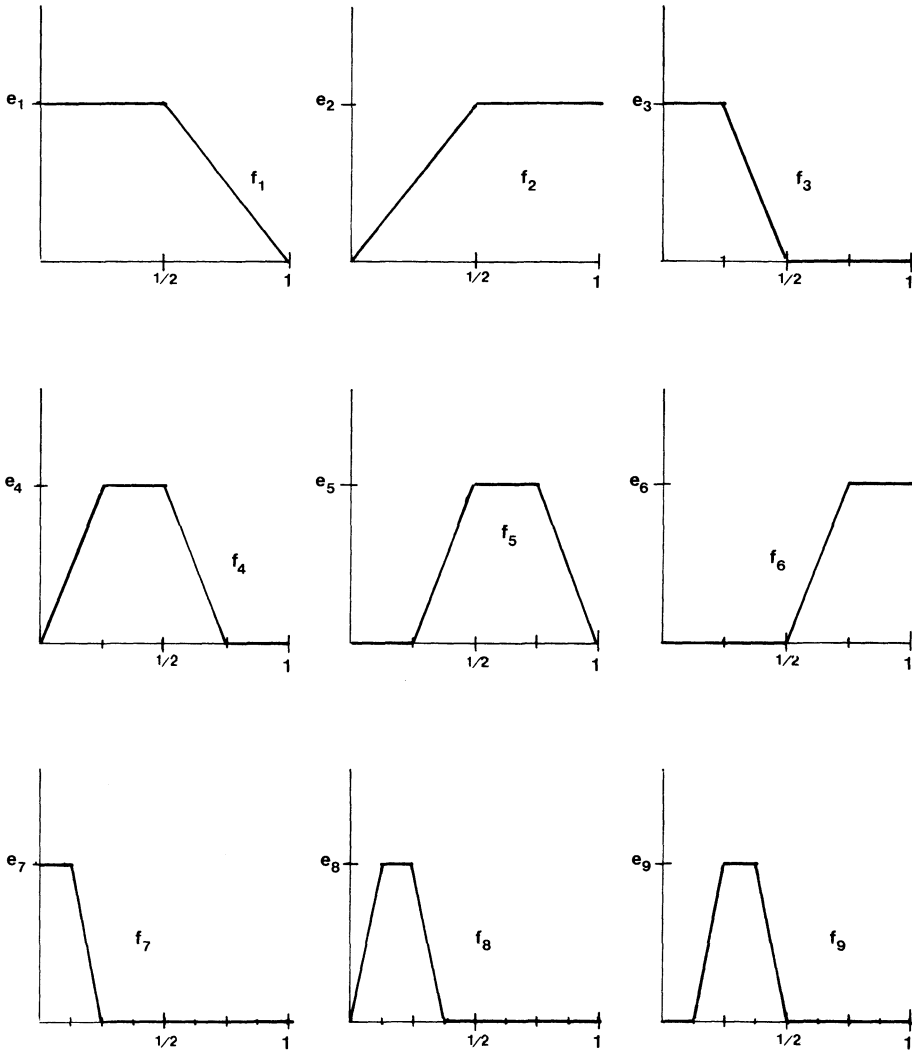 e1 f1 1/2 1
e2 f2 1/2 1
e3 f3 1/2 1
e4 f4 1/2 1
e5 f5 1/2 1
e6 f6 1/2 1
e7 f7 1/2 1
e8 f8 1/2 1
e9 f9 1/2 1